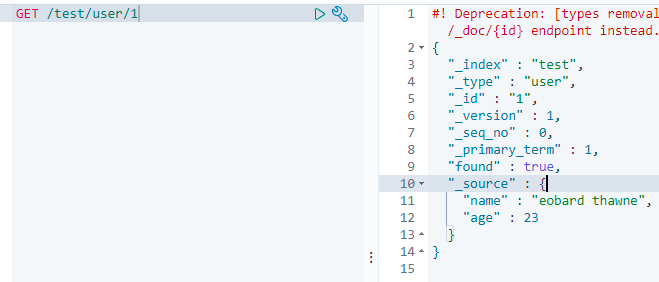 GET /test/user/1
1 #! Deprecation: [types removal
/_doc/{id} endpoint instead.
2 {
3 "_index" : "test",
4 "_type" : "user",
5 "_id" : "1",
6 "_version" : 1,
7 "_seq_no" : 0,
8 "_primary_term" : 1,
9 "found" : true,
10 "_source" : {
11 "name" : "eobard thawne",
12 "age" : 23
13 }
14 }
15